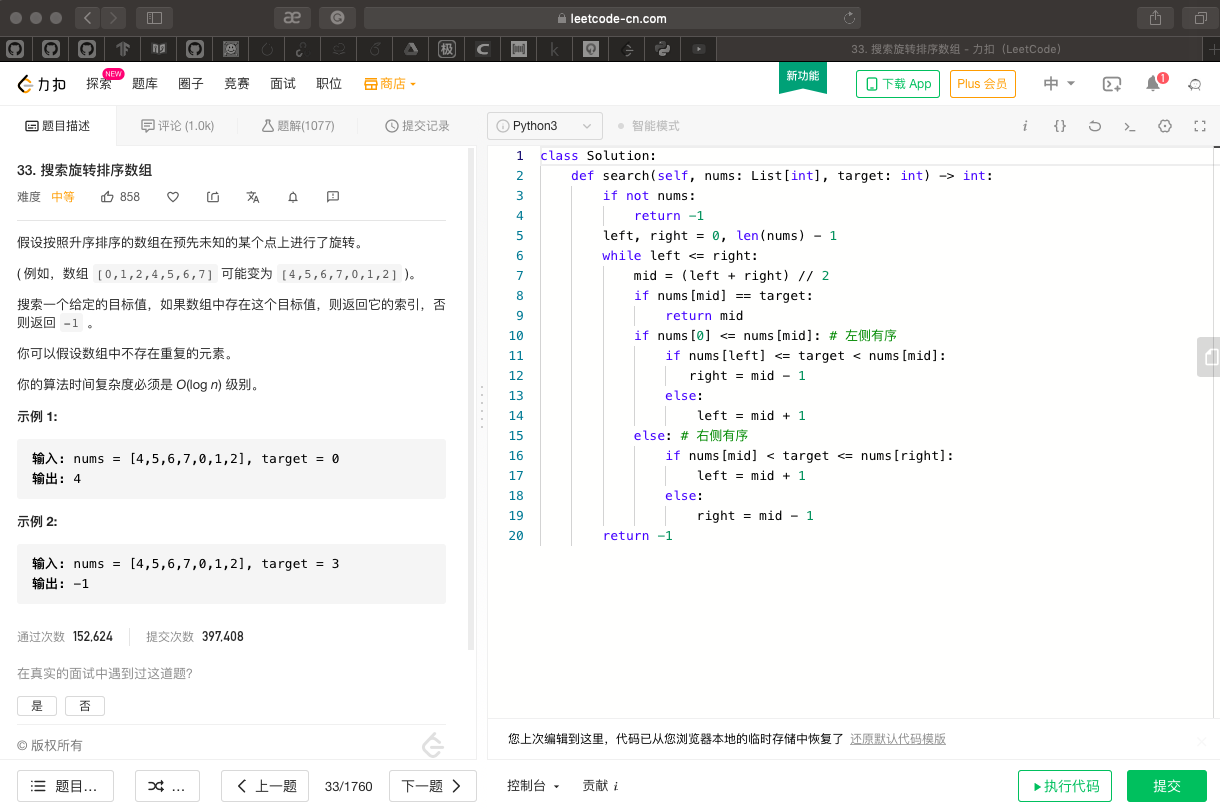 leetcode-cn.com
33. 搜索旋转排序数组 - 力扣（LeetCode）
力扣 探索 NEW 题库 圈子 竞赛 面试 职位 商店 新功能 下载 App Plus 会员 中 1
题目描述 评论 (1.0k) 题解(1077) 提交记录 Python3 智能模式
33. 搜索旋转排序数组
难度 中等 858
假设按照升序排序的数组在预先未知的某个点上进行了旋转。
( 例如，数组 [0,1,2,4,5,6,7] 可能变为 [4,5,6,7,0,1,2] )。
搜索一个给定的目标值，如果数组中存在这个目标值，则返回它的索引，否
则返回 -1 。
你可以假设数组中不存在重复的元素。
你的算法时间复杂度必须是 O(log n) 级别。
示例 1:
输入: nums = [4,5,6,7,0,1,2], target = 0
输出: 4
示例 2:
输入: nums = [4,5,6,7,0,1,2], target = 3
输出: -1
通过次数 152,624 提交次数 397,408
在真实的面试中遇到过这道题?
是 否
© 版权所有
题目... ... 上一题 33/1760 下一题
1 class Solution:
2     def search(self, nums: List[int], target: int) -> int:
3         if not nums:
4             return -1
5         left, right = 0, len(nums) - 1
6         while left <= right:
7             mid = (left + right) // 2
8             if nums[mid] == target:
9                 return mid
10             if nums[0] <= nums[mid]: # 左侧有序
11                 if nums[left] <= target < nums[mid]:
12                    right = mid - 1
13                 else:
14                     left = mid + 1
15             else: # 右侧有序
16                 if nums[mid] < target <= nums[right]:
17                     left = mid + 1
18                 else:
19                     right = mid - 1
20         return -1
您上次编辑到这里，代码已从您浏览器本地的临时存储中恢复了 还原默认代码模版
控制台 贡献 i 执行代码 提交